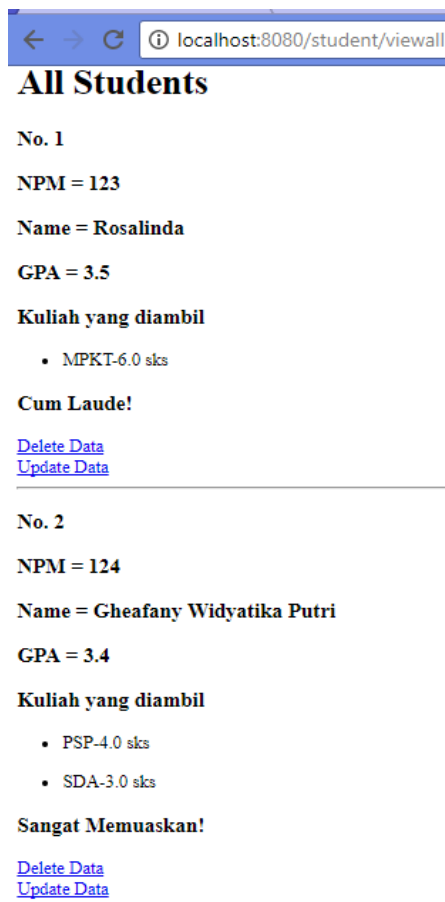 localhost:8080/student/viewall
All Students
No. 1
NPM = 123
Name = Rosalinda
GPA = 3.5
Kuliah yang diambil
• MPKT-6.0 sks
Cum Laude!
Delete Data
Update Data
No. 2
NPM = 124
Name = Gheafany Widyatika Putri
GPA = 3.4
Kuliah yang diambil
• PSP-4.0 sks
• SDA-3.0 sks
Sangat Memuaskan!
Delete Data
Update Data